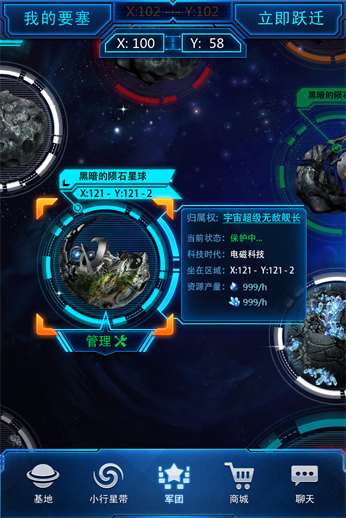 X:102 Y:102
我的要塞
立即跃迁
X: 100
Y: 58
黑暗的陨石
黑暗的陨石星球
X:121 - Y:121 - 2
归属权: 宇宙超级无敌舰长
当前状态: 保护中...
科技时代: 电磁科技
坐在区域: X:121 - Y:121 - 2
资源产量: 999/h
999/h
管理
基地
小行星带
军团
商城
聊天